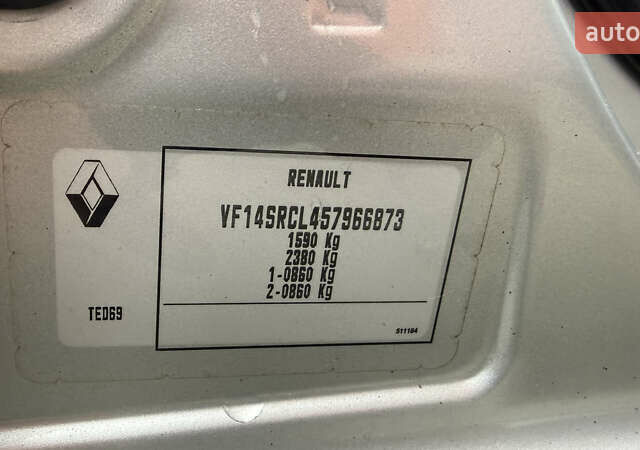 auto
RENAULT
VF14SRCL457966873
1590 Kg
2380 Kg
1-0860 Kg
2-0860 Kg
TED69
511184